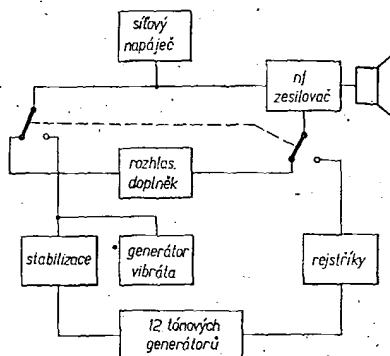 síťový
napáječ
nf
zesilovač
rozhlas.
doplněk
stabilizace
generátor
vibráta
rejstříky
12 tónových
generátorů